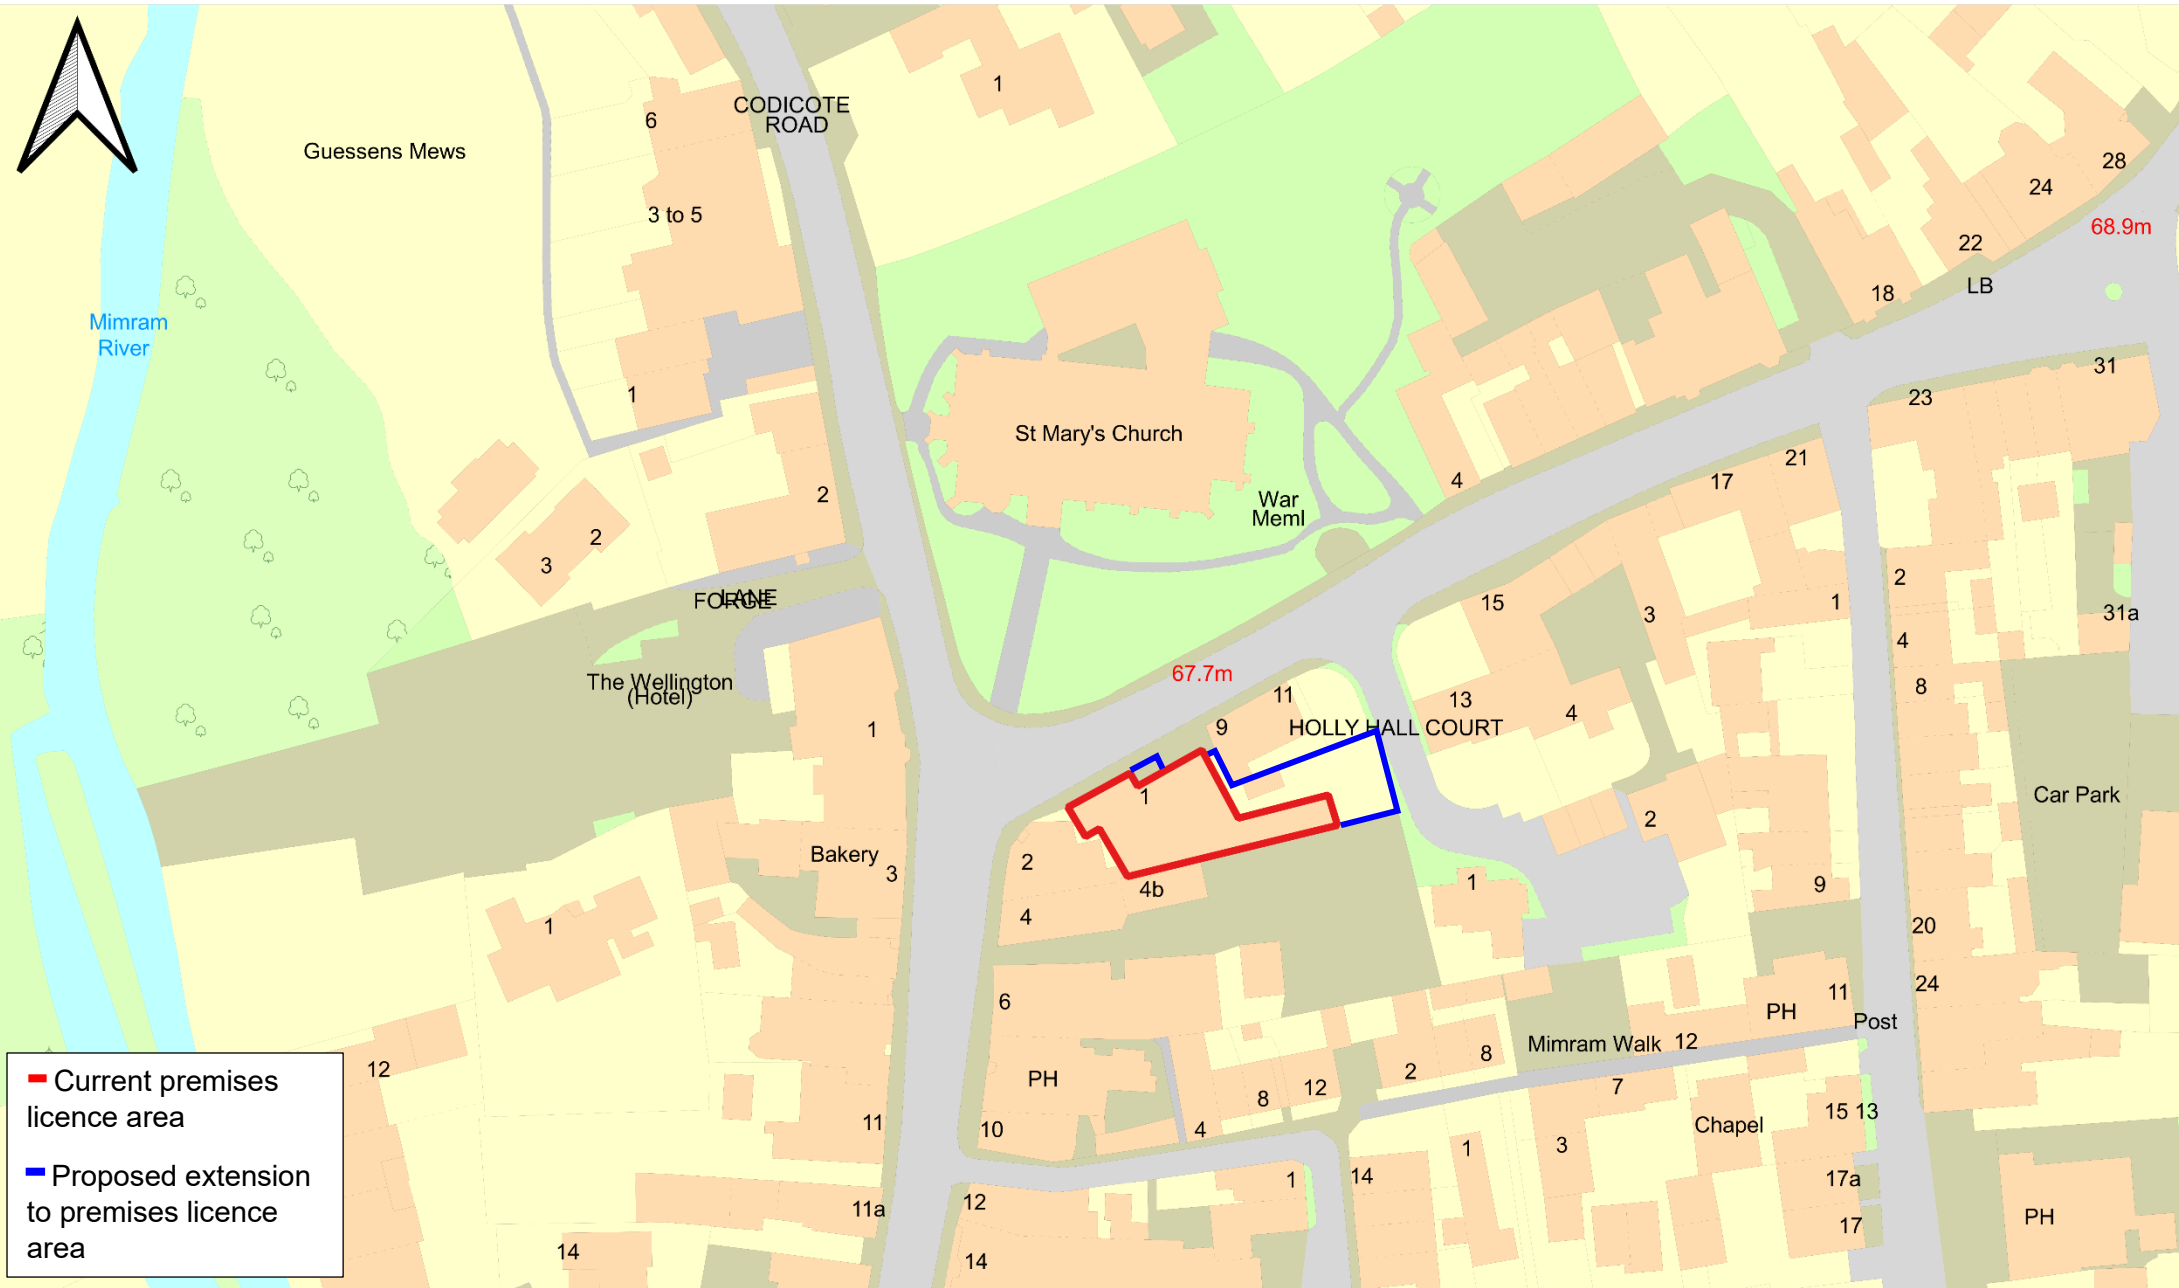 1
CODICOTE
ROAD
6
Guessens Mews
28
24
3 to 5
68.9m
22
LB
18
Mimram
River
31
23
1
St Mary's Church
21
17
4
2
War
Meml
2
3
2
1
15
3
31a
FORGE
LANE
4
67.7m
The Wellington
(Hotel)
8
11
13
4
9
HOLLY HALL COURT
1
1
Car Park
2
Bakery
2
3
4b
1
9
4
1
20
24
6
11
PH
Post
12
Mimram Walk
8
12
PH
2
12
8
7
10
4
11
15
13
Chapel
3
1
14
1
17a
12
11a
PH
17
14
14
Current premises
licence area
Proposed extension
to premises licence
area